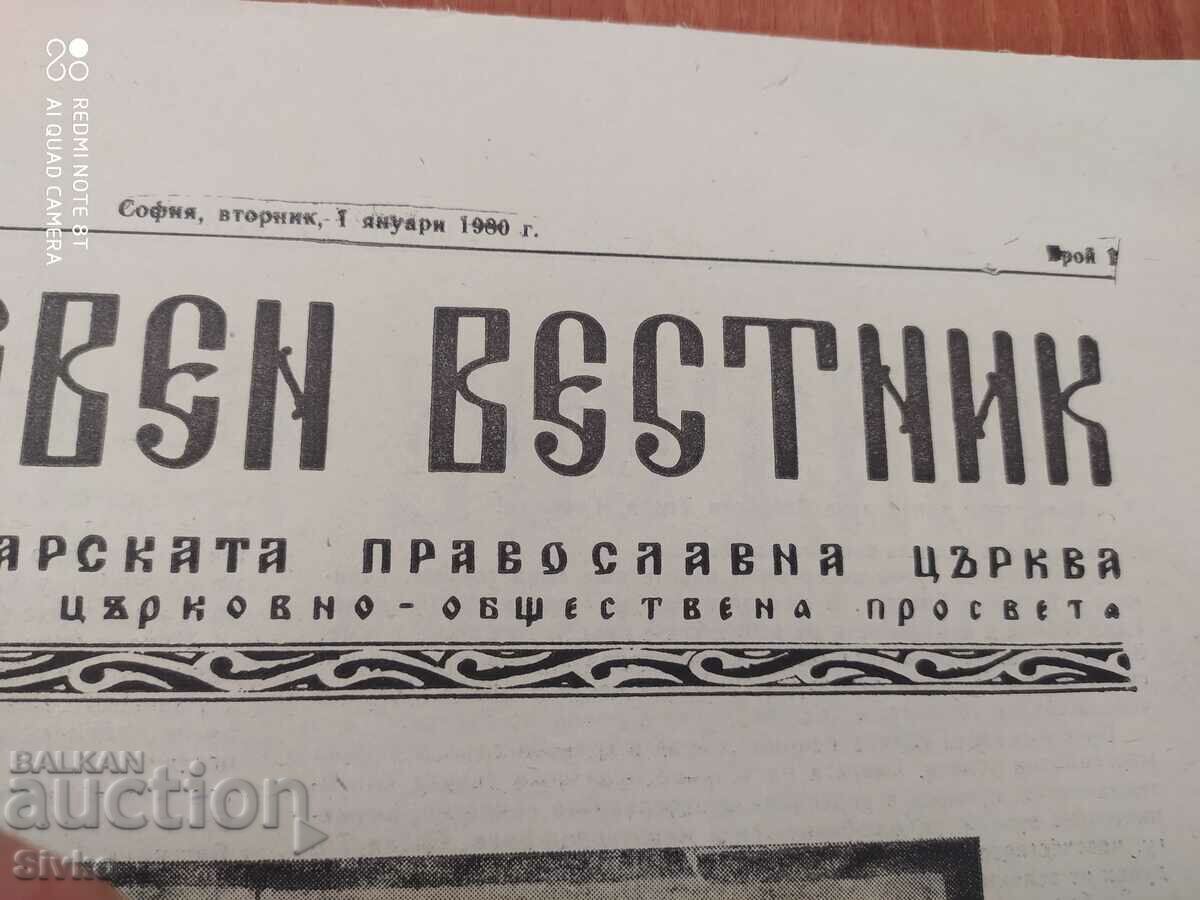 REDMI NOTE 8T
AI QUAD CAMERA
София, вторник, 1 януари 1980 г.
Брой 1
ВЕН ВЕСТНИК
АРСКАТА ПРАВОСЛАВНА ЦЪРКВА
ЦЪРКОВНО-ОБЩЕСТВЕНА ПРОСВЕТА
BALKAN
auction
Sivko